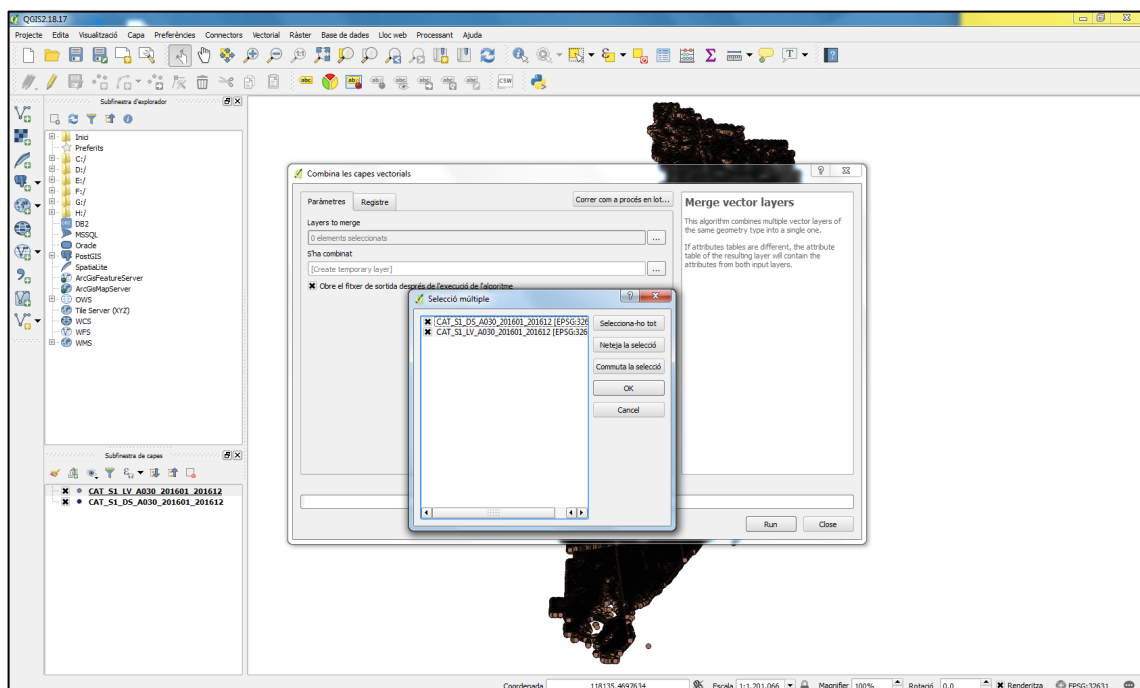 QGIS2.18.17
Projecte Edita Visualització Capa Preferències Connectors Vectorial Ràster Base de dades Lloc web Processant Ajuda
abc abc CSW
Subfinestra d'explorador
Inici
Preferits
C:/
D:/
E:/
F:/
G:/
H:/
DB2
MSSQL
Oracle
PostGIS
SpatiaLite
ArcGisFeatureServer
ArcGisMapServer
OWS
Tile Server (XYZ)
WCS
WFS
WMS
Subfinestra de capes
CAT_S1_LV_A030_201601_201612
CAT_S1_DS_A030_201601_201612
Combina les capes vectorials
Paràmetres Registre
Córrer com a procés en lot...
Layers to merge
0 elements seleccionats ...
S'ha combinat
[Create temporary layer] ...
Obre el fitxer de sortida després de l'execució de l'algoritme
Merge vector layers
This algorithm combines multiple vector layers of
the same geometry type into a single one.
If attributes tables are different, the attribute
table of the resulting layer will contain the
attributes from both input layers.
Selecció múltiple
CAT_S1_DS_A030_201601_201612 [EPSG:326
CAT_S1_LV_A030_201601_201612 [EPSG:326
Selecciona-ho tot
Neteja la selecció
Commuta la selecció
OK
Cancel
Run Close
Coordenada 118135,4697634 Escala 1:1.201.066 Magnifier 100% Rotació 0,0 Renderitza EPSG:32631